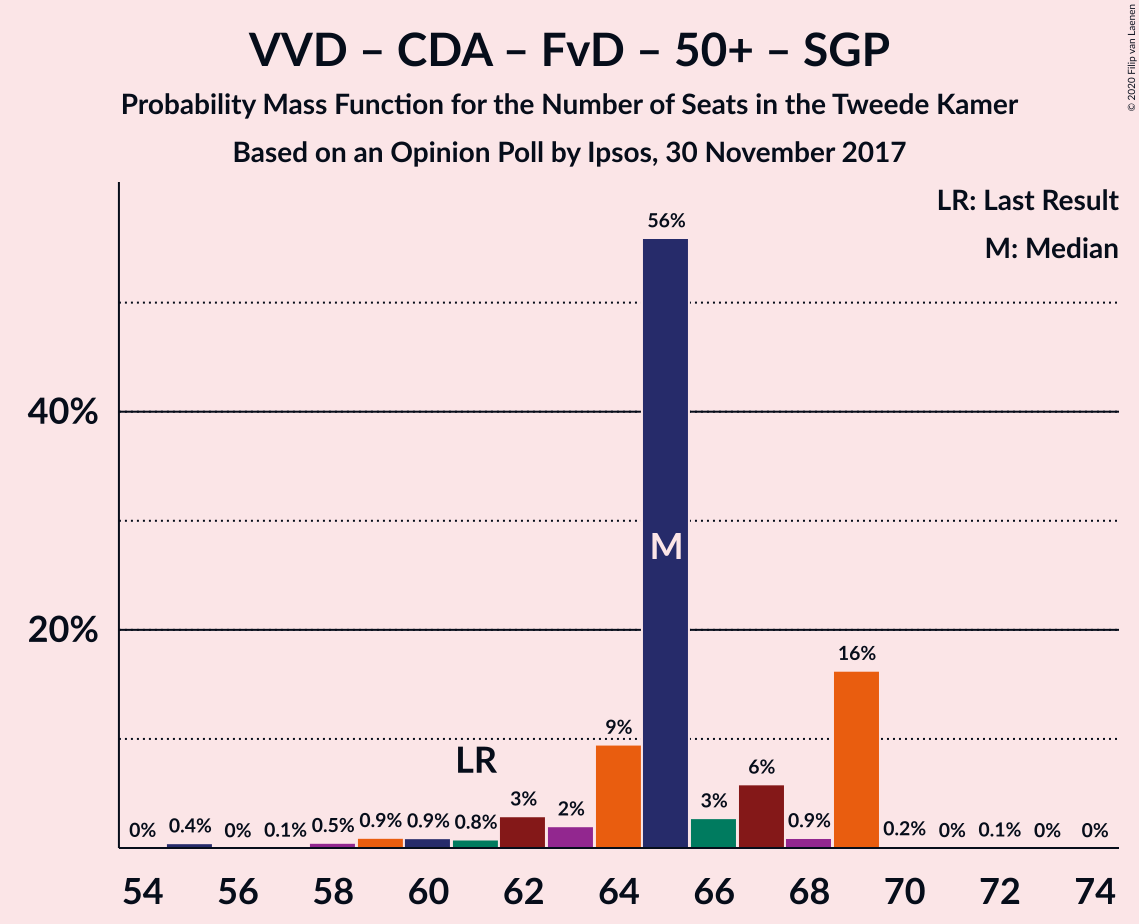 VVD – CDA – FvD – 50+ – SGP
Probability Mass Function for the Number of Seats in the Tweede Kamer
Based on an Opinion Poll by Ipsos, 30 November 2017
© 2020 Filip van Laenen
LR: Last Result
M: Median
56%
40%
M
20%
16%
9%
LR
6%
0%
0.4%
0%
0.1%
0.5%
0.9%
0.9%
0.8%
3%
2%
3%
0.9%
0.2%
0%
0.1%
0%
0%
54 56 58 60 62 64 66 68 70 72 74